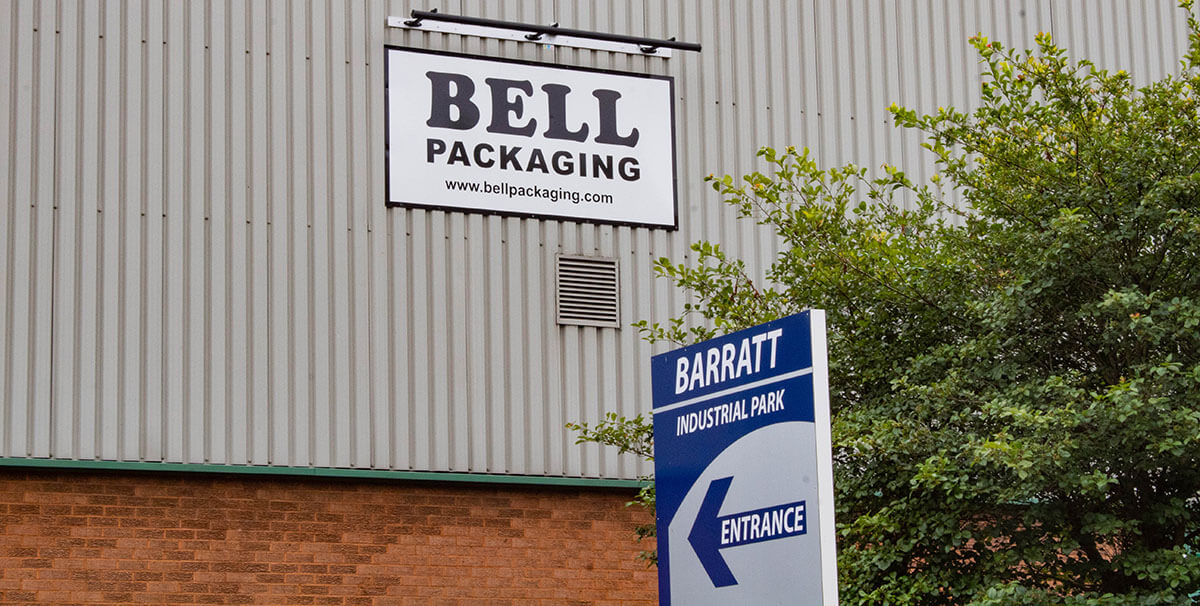 BELL
PACKAGING
www.bellpackaging.com
BARRATT
INDUSTRIAL PARK
ENTRANCE